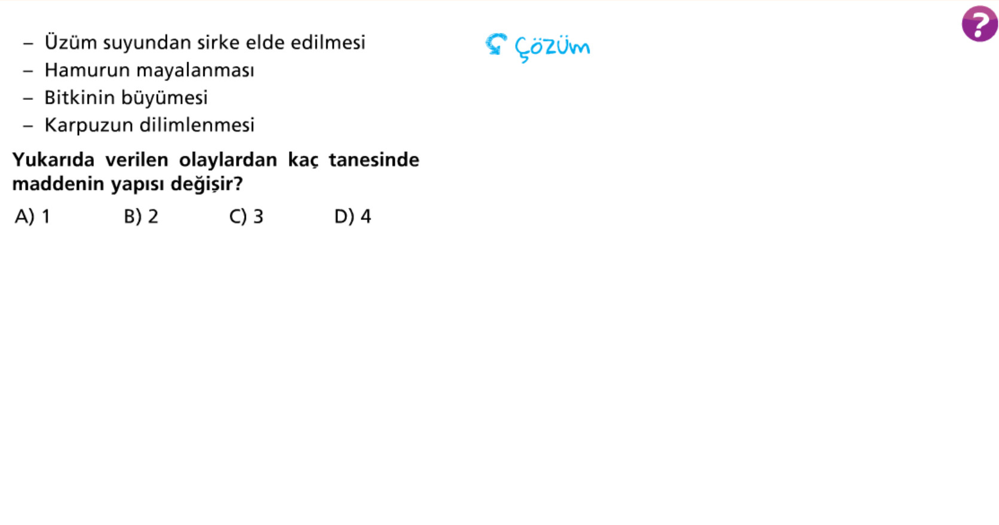 – Üzüm suyundan sirke elde edilmesi
– Hamurun mayalanması
– Bitkinin büyümesi
– Karpuzun dilimlenmesi
Yukarıda verilen olaylardan kaç tanesinde
maddenin yapısı değişir?
A) 1 B) 2 C) 3 D) 4
Çözüm
?